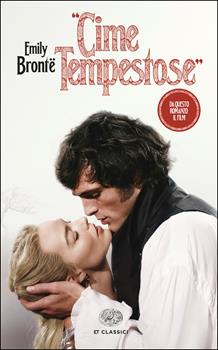 "Cime
Emily
Brontë
Tempestose"
DA QUESTO
ROMANZO
IL FILM
ET CLASSICI